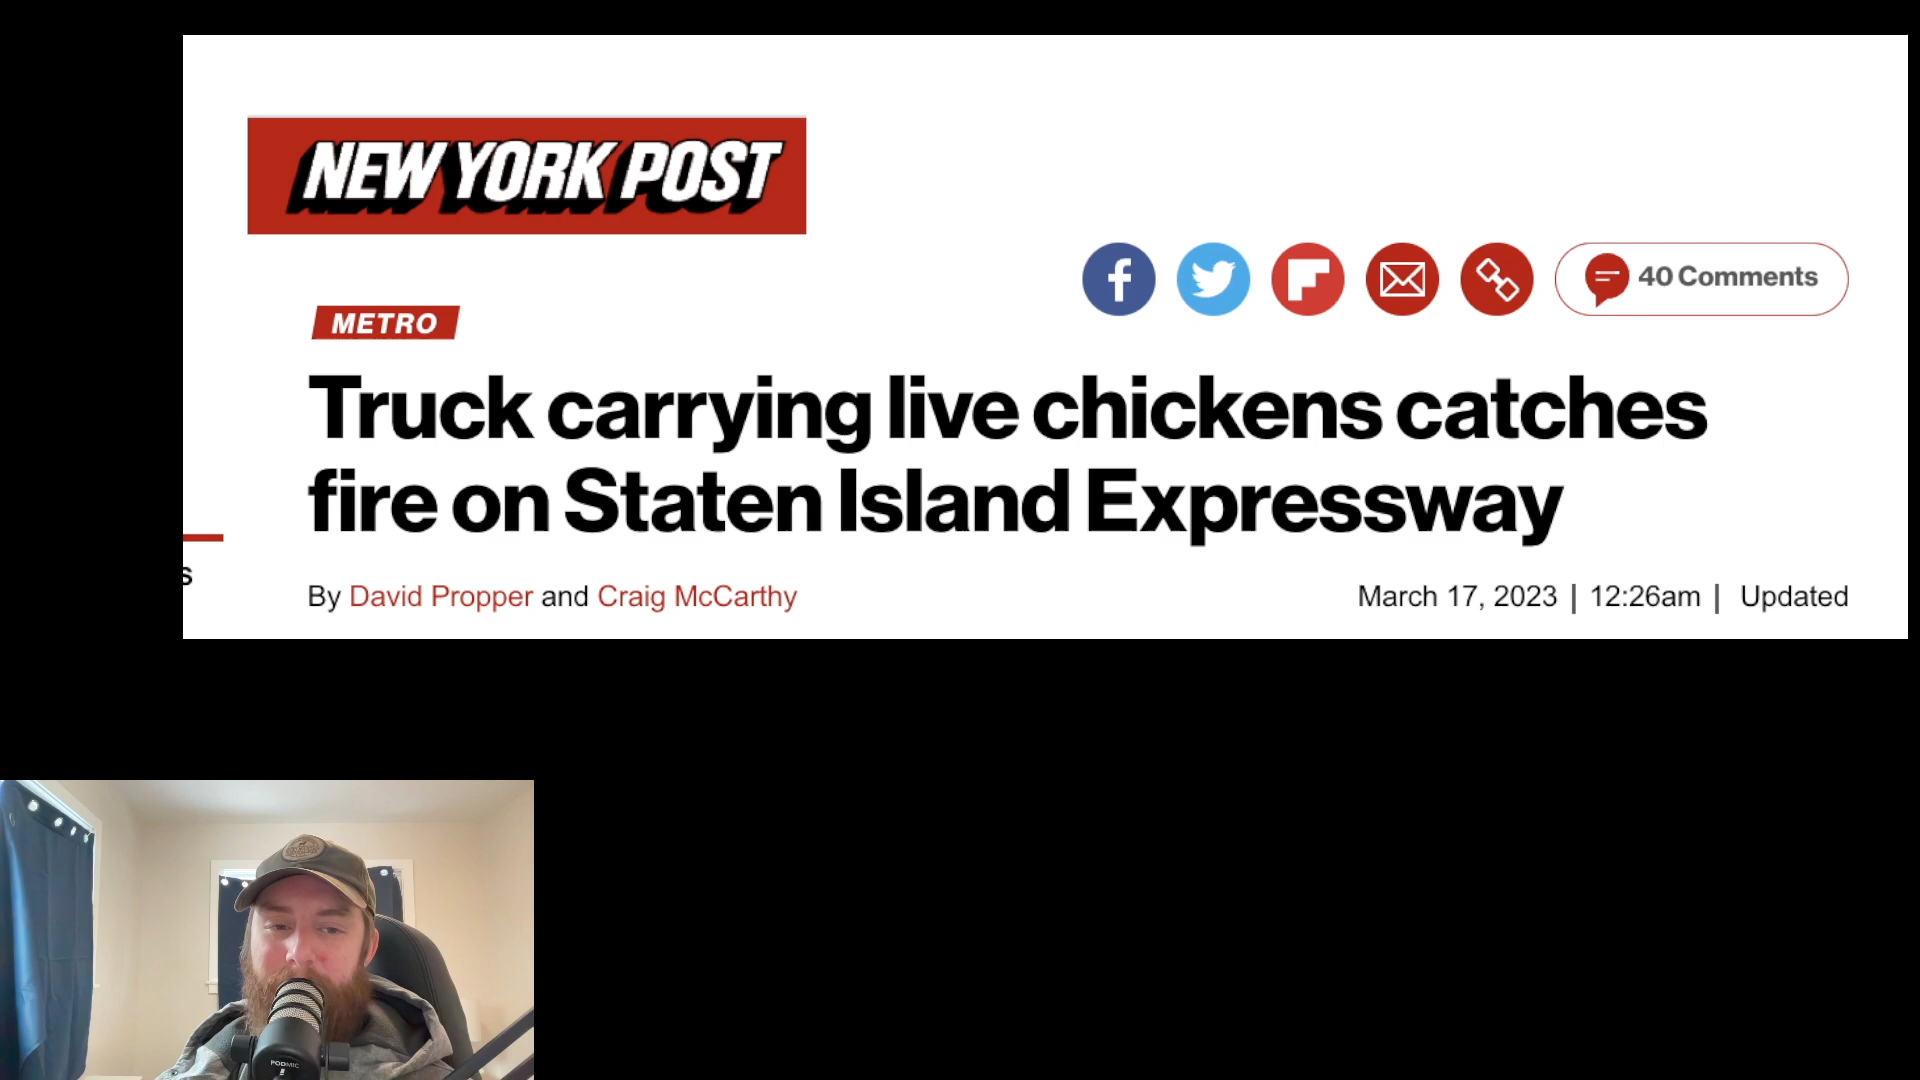 NEW YORK POST
40 Comments
METRO
Truck carrying live chickens catches
fire on Staten Island Expressway
s
By David Propper and Craig McCarthy
March 17, 2023 | 12:26am | Updated
PODMIC